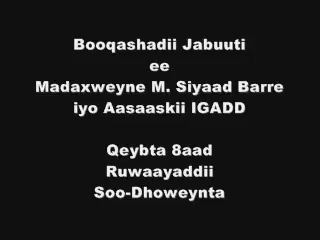 Booqashadii Jabuuti
ee
Madaxweyne M. Siyaad Barre
iyo Aasaaskii IGADD
Qeybta 8aad
Ruwaayaddii
Soo-Dhoweynta